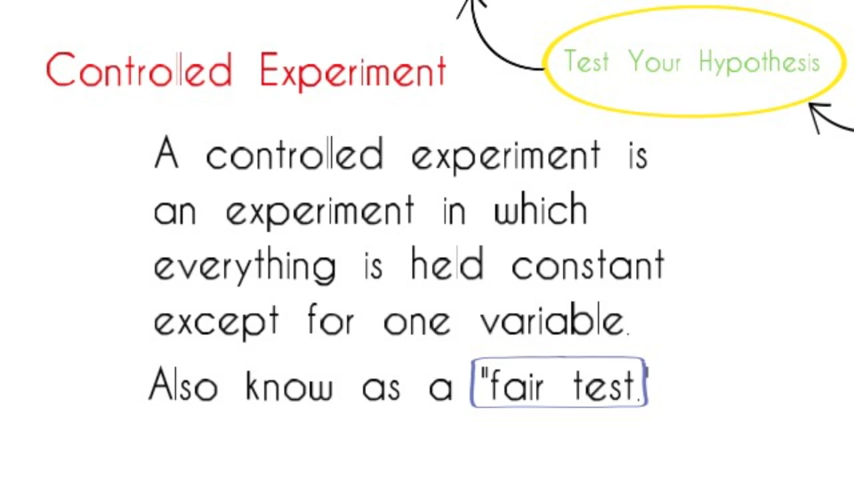 Controlled Experiment
Test Your Hypothesis
A controlled experiment is
an experiment in which
everything is held constant
except for one variable.
Also know as a "fair test."